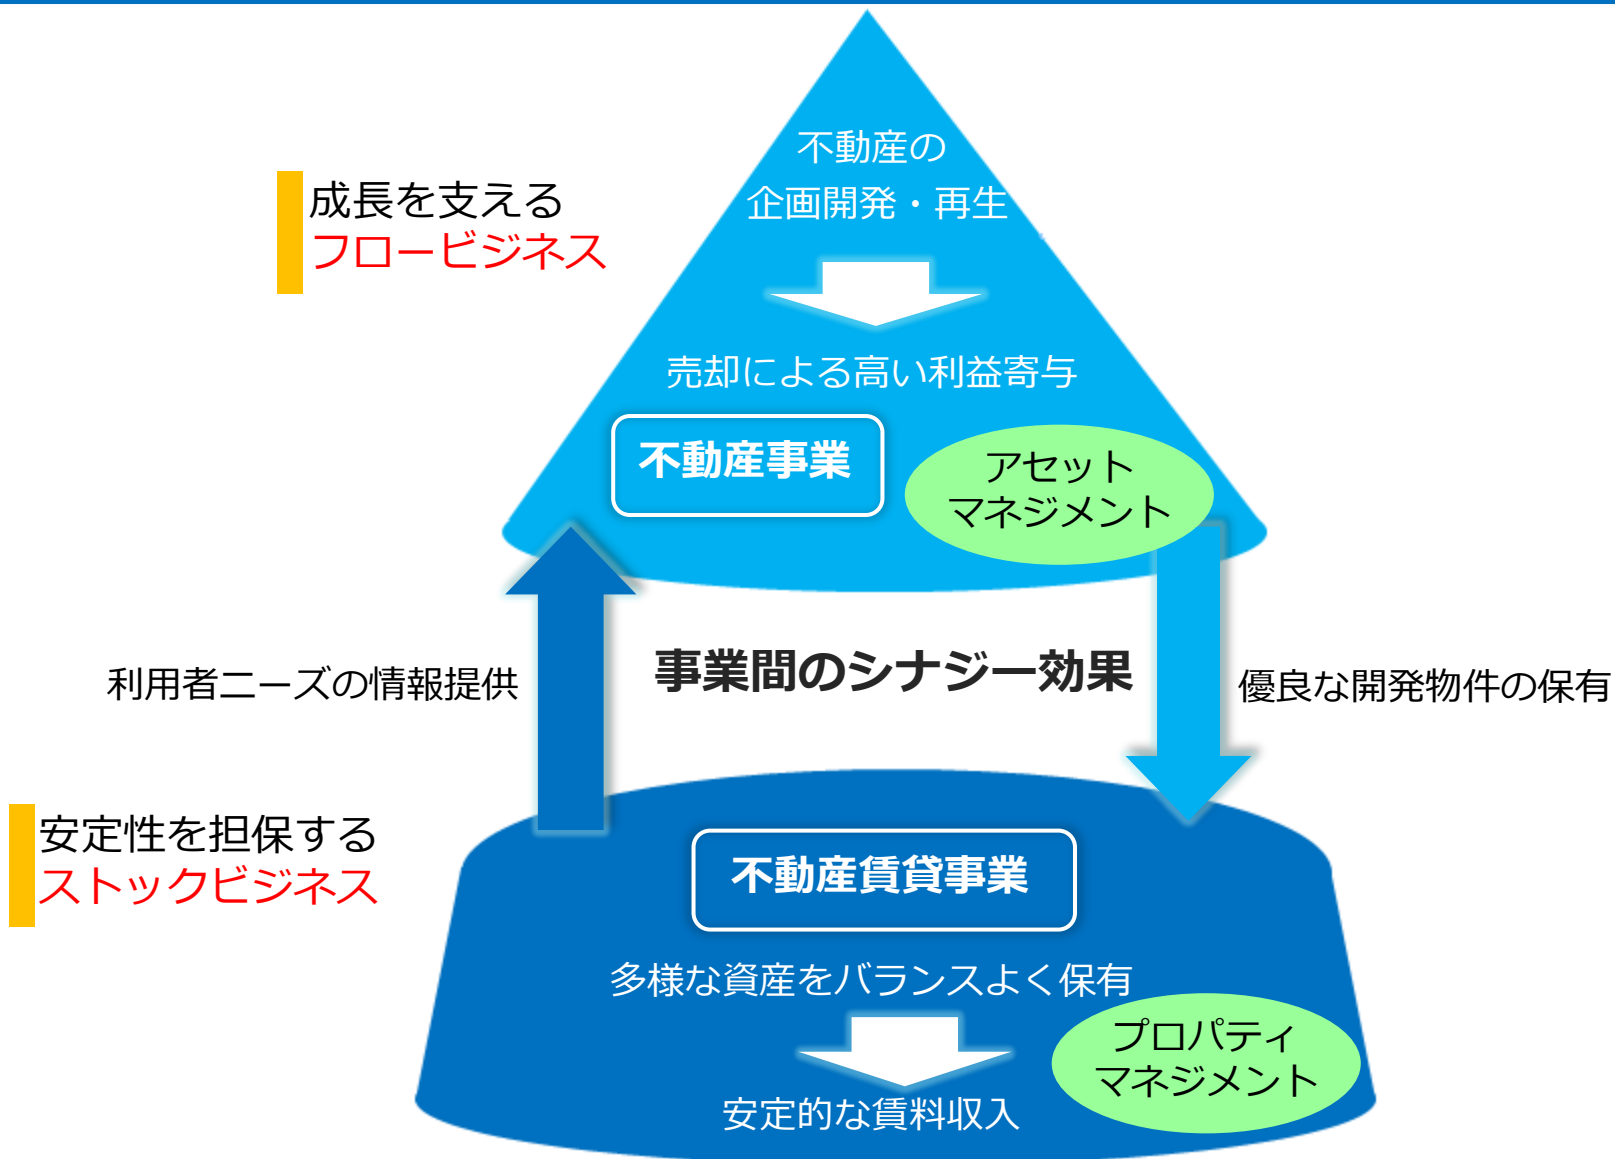 不動産の
企画開発・再生
成長を支える
フロービジネス
売却による高い利益寄与
不動産事業
アセット
マネジメント
事業間のシナジー効果
利用者ニーズの情報提供
優良な開発物件の保有
安定性を担保する
ストックビジネス
不動産賃貸事業
多様な資産をバランスよく保有
プロパティ
マネジメント
安定的な賃料収入